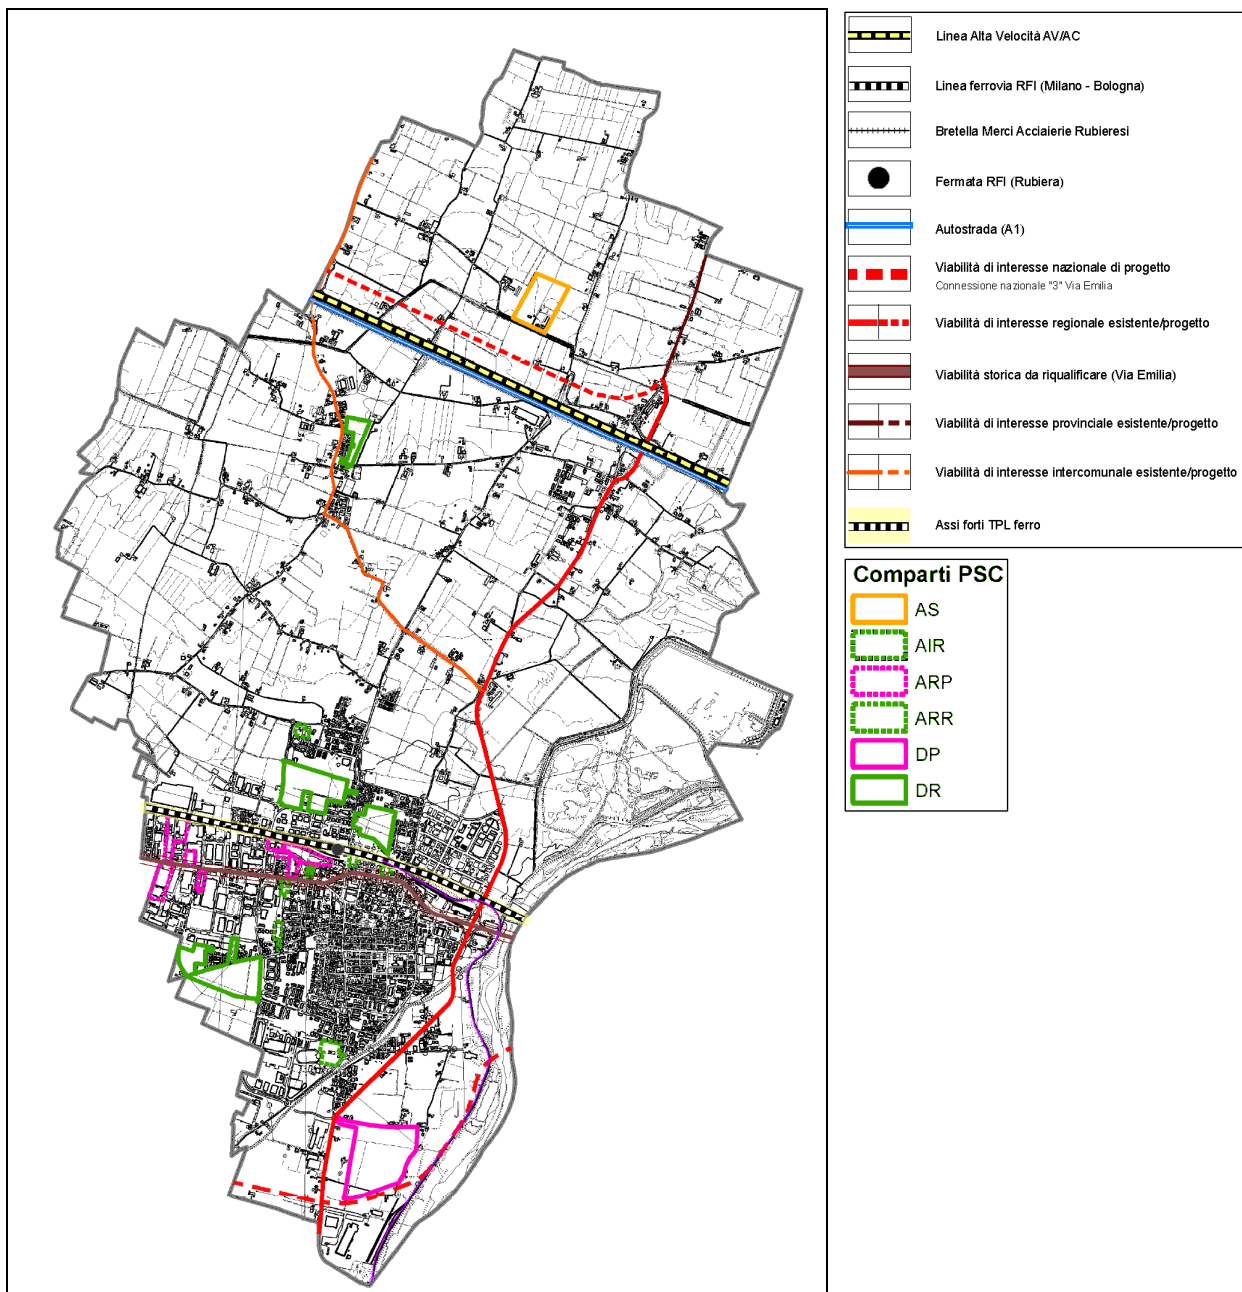 Linea Alta Velocità AV/AC
Linea ferrovia RFI (Milano - Bologna)
Bretella Merci Acciaierie Rubieresi
Fermata RFI (Rubiera)
Autostrada (A1)
Viabilità di interesse nazionale di progetto
Connessione nazionale "3" Via Emilia
Viabilità di interesse regionale esistente/progetto
Viabilità storica da riqualificare (Via Emilia)
Viabilità di interesse provinciale esistente/progetto
Viabilità di interesse intercomunale esistente/progetto
Assi forti TPL ferro
Comparti PSC
AS
AIR
ARP
ARR
DP
DR